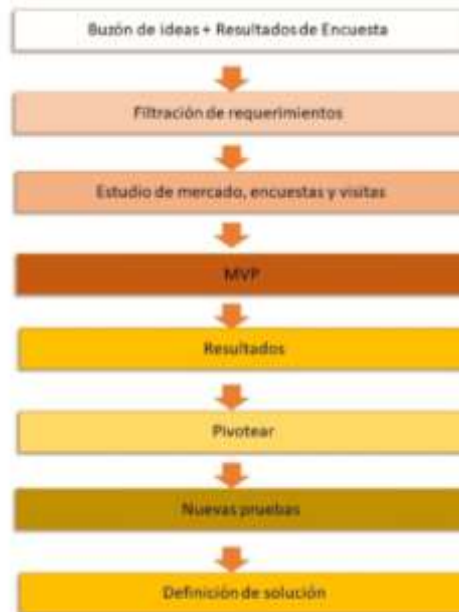 Buzón de ideas + Resultados de Encuesta
Filtración de requerimientos
Estudio de mercado, encuestas y visitas
MVP
Resultados
Pivotear
Nuevas pruebas
Definición de solución